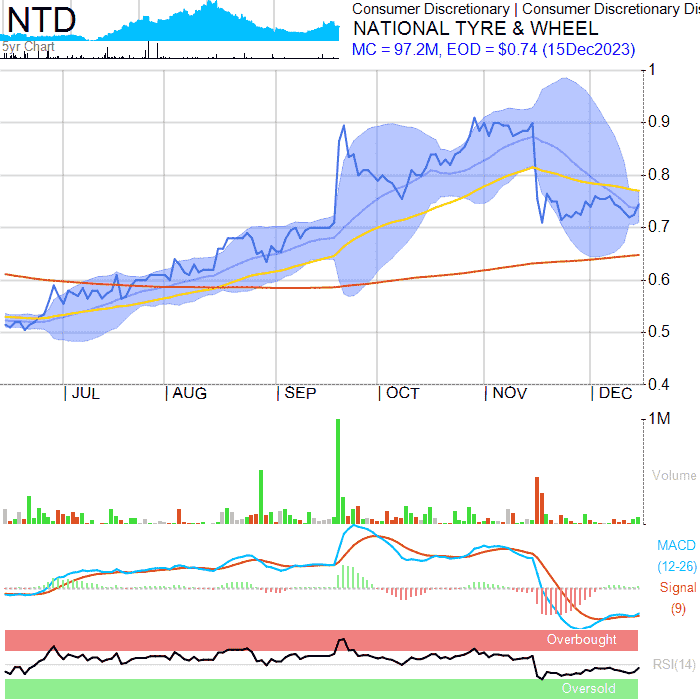 NTD
5yr Chart
Consumer Discretionary | Consumer Discretionary Dis
NATIONAL TYRE & WHEEL
MC = 97.2M, EOD = $0.74 (15Dec2023)
1
0.9
0.8
0.7
0.6
0.5
0.4
| JUL | AUG | SEP | OCT | NOV | DEC
1M
Volume
MACD
(12-26)
Signal
(9)
Overbought
RSI(14)
Oversold